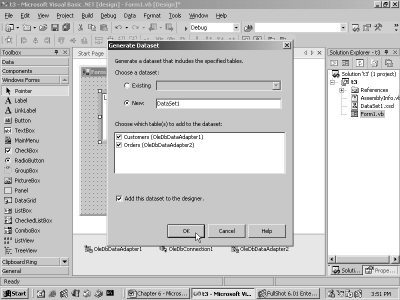 t3 - Microsoft Visual Basic .NET [design] - Form1.vb [Design]*
File Edit View Project Build Debug Data Format Tools Window Help
Debug
Toolbox
Data
Components
Windows Forms
Pointer
Label
LinkLabel
Button
TextBox
MainMenu
CheckBox
RadioButton
GroupBox
PictureBox
Panel
DataGrid
ListBox
CheckedListBox
ComboBox
ListView
TreeView
Clipboard Ring
General
Start Page
Generate Dataset
Generate a dataset that includes the specified tables.
Choose a dataset:
Existing
New:
DataSet1
Choose which table(s) to add to the dataset:
Customers (OleDbDataAdapter1)
Orders (OleDbDataAdapter2)
Add this dataset to the designer.
OK
Cancel
Help
OleDbDataAdapter1
OleDbConnection1
OleDbDataAdapter2
Solution Explorer - t3
Solution 't3' (1 project)
t3
References
AssemblyInfo.vb
DataSet1.xsd
Form1.vb
Soluti...
Prope...
Ready
Start
Chapter 6 - Micros...
t3 - Microsoft Vi...
FullShot 6.01 Enter...
3:51 PM